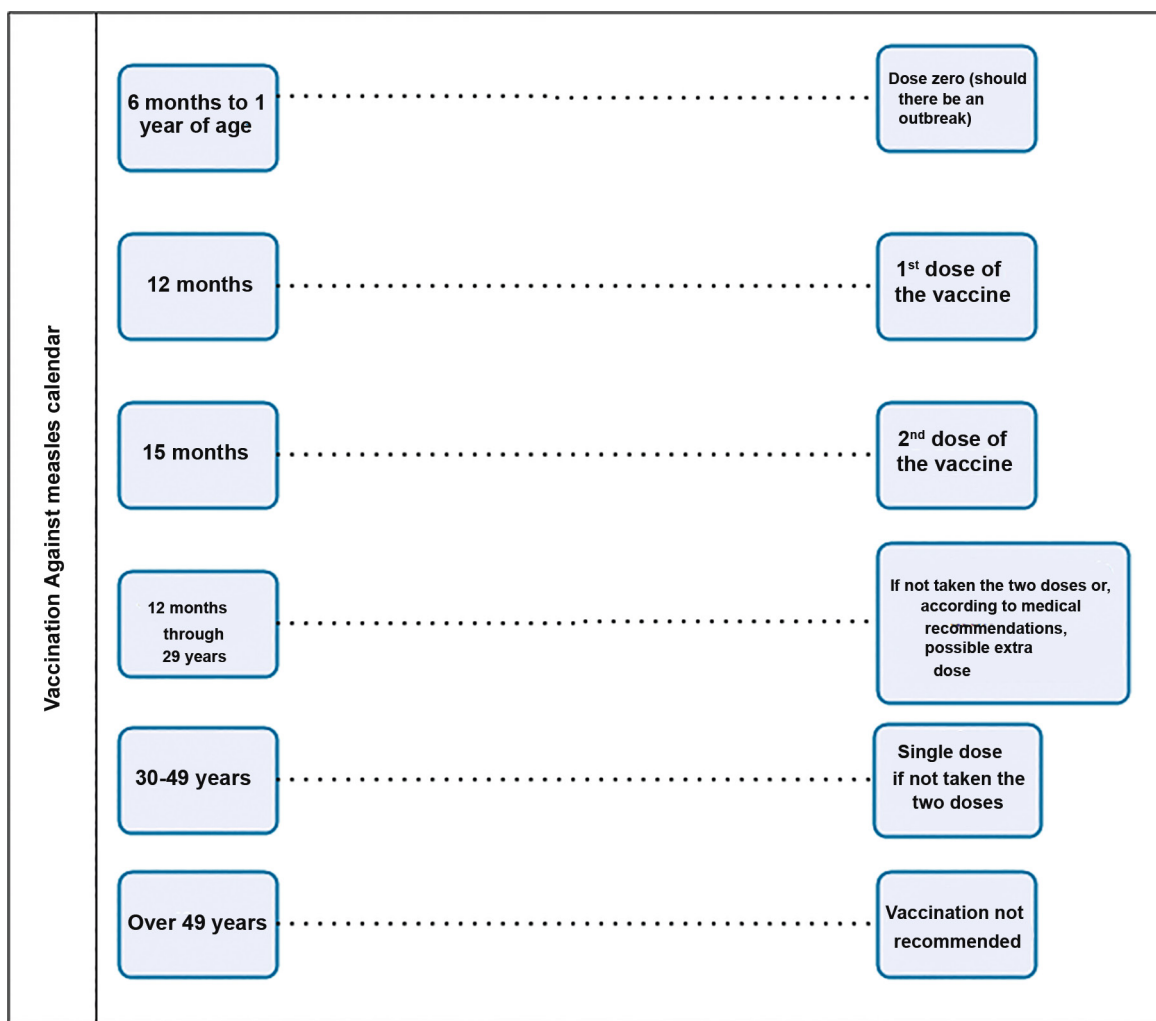 Vaccination Against measles calendar
6 months to 1
year of age
Dose zero (should
there be an
outbreak)
12 months
1st dose of
the vaccine
15 months
2nd dose of
the vaccine
12 months
through
29 years
If not taken the two doses or,
according to medical
recommendations,
possible extra
dose
30-49 years
Single dose
if not taken the
two doses
Over 49 years
Vaccination not
recommended